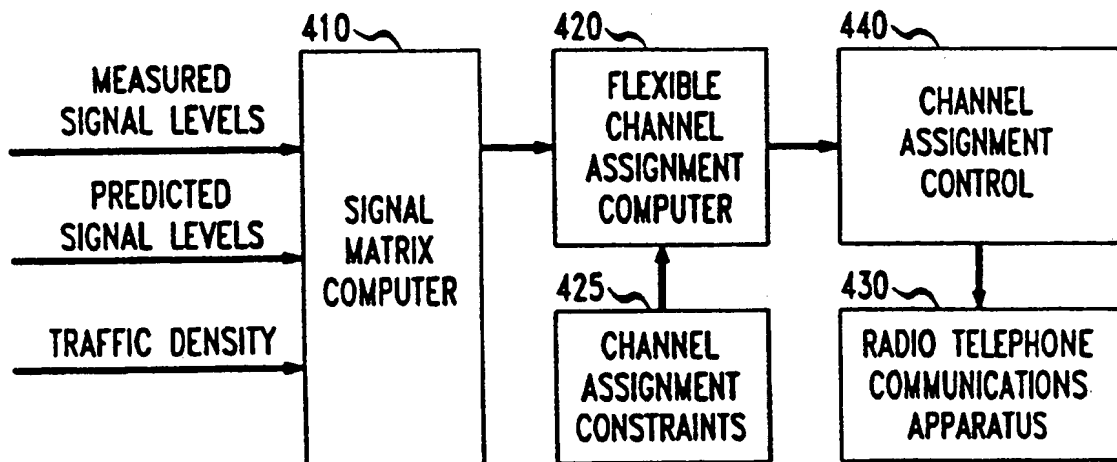 MEASURED
SIGNAL LEVELS
PREDICTED
SIGNAL LEVELS
TRAFFIC DENSITY
410
SIGNAL
MATRIX
COMPUTER
420
FLEXIBLE
CHANNEL
ASSIGNMENT
COMPUTER
425
CHANNEL
ASSIGNMENT
CONSTRAINTS
440
CHANNEL
ASSIGNMENT
CONTROL
430
RADIO TELEPHONE
COMMUNICATIONS
APPARATUS